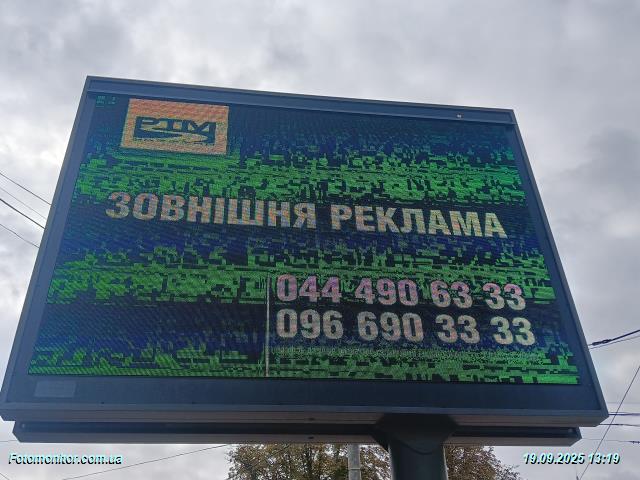 РТМ
ЗОВНІШНЯ РЕКЛАМА
044 490 63 33
096 690 33 33
Fotomonitor.com.ua
19.09.2025 13:19